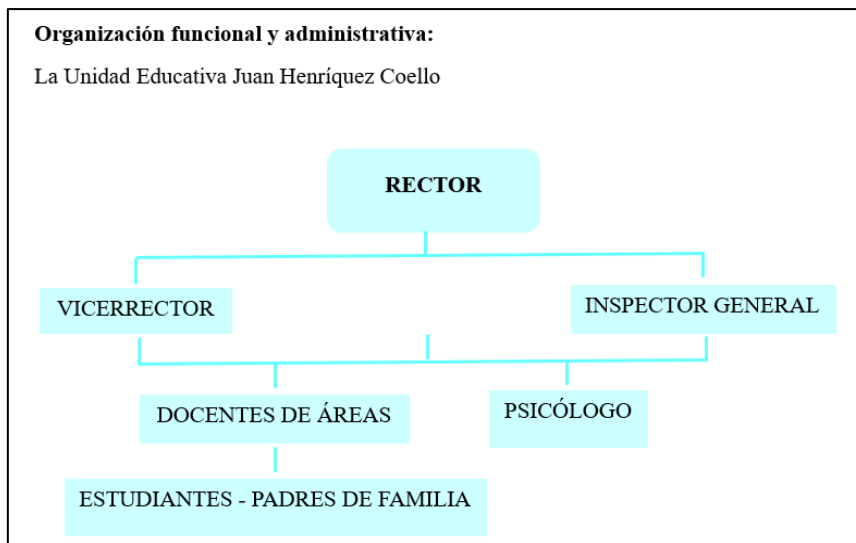 Organización funcional y administrativa:
La Unidad Educativa Juan Henríquez Coello
RECTOR
VICERRECTOR
INSPECTOR GENERAL
DOCENTES DE ÁREAS
PSICÓLOGO
ESTUDIANTES - PADRES DE FAMILIA